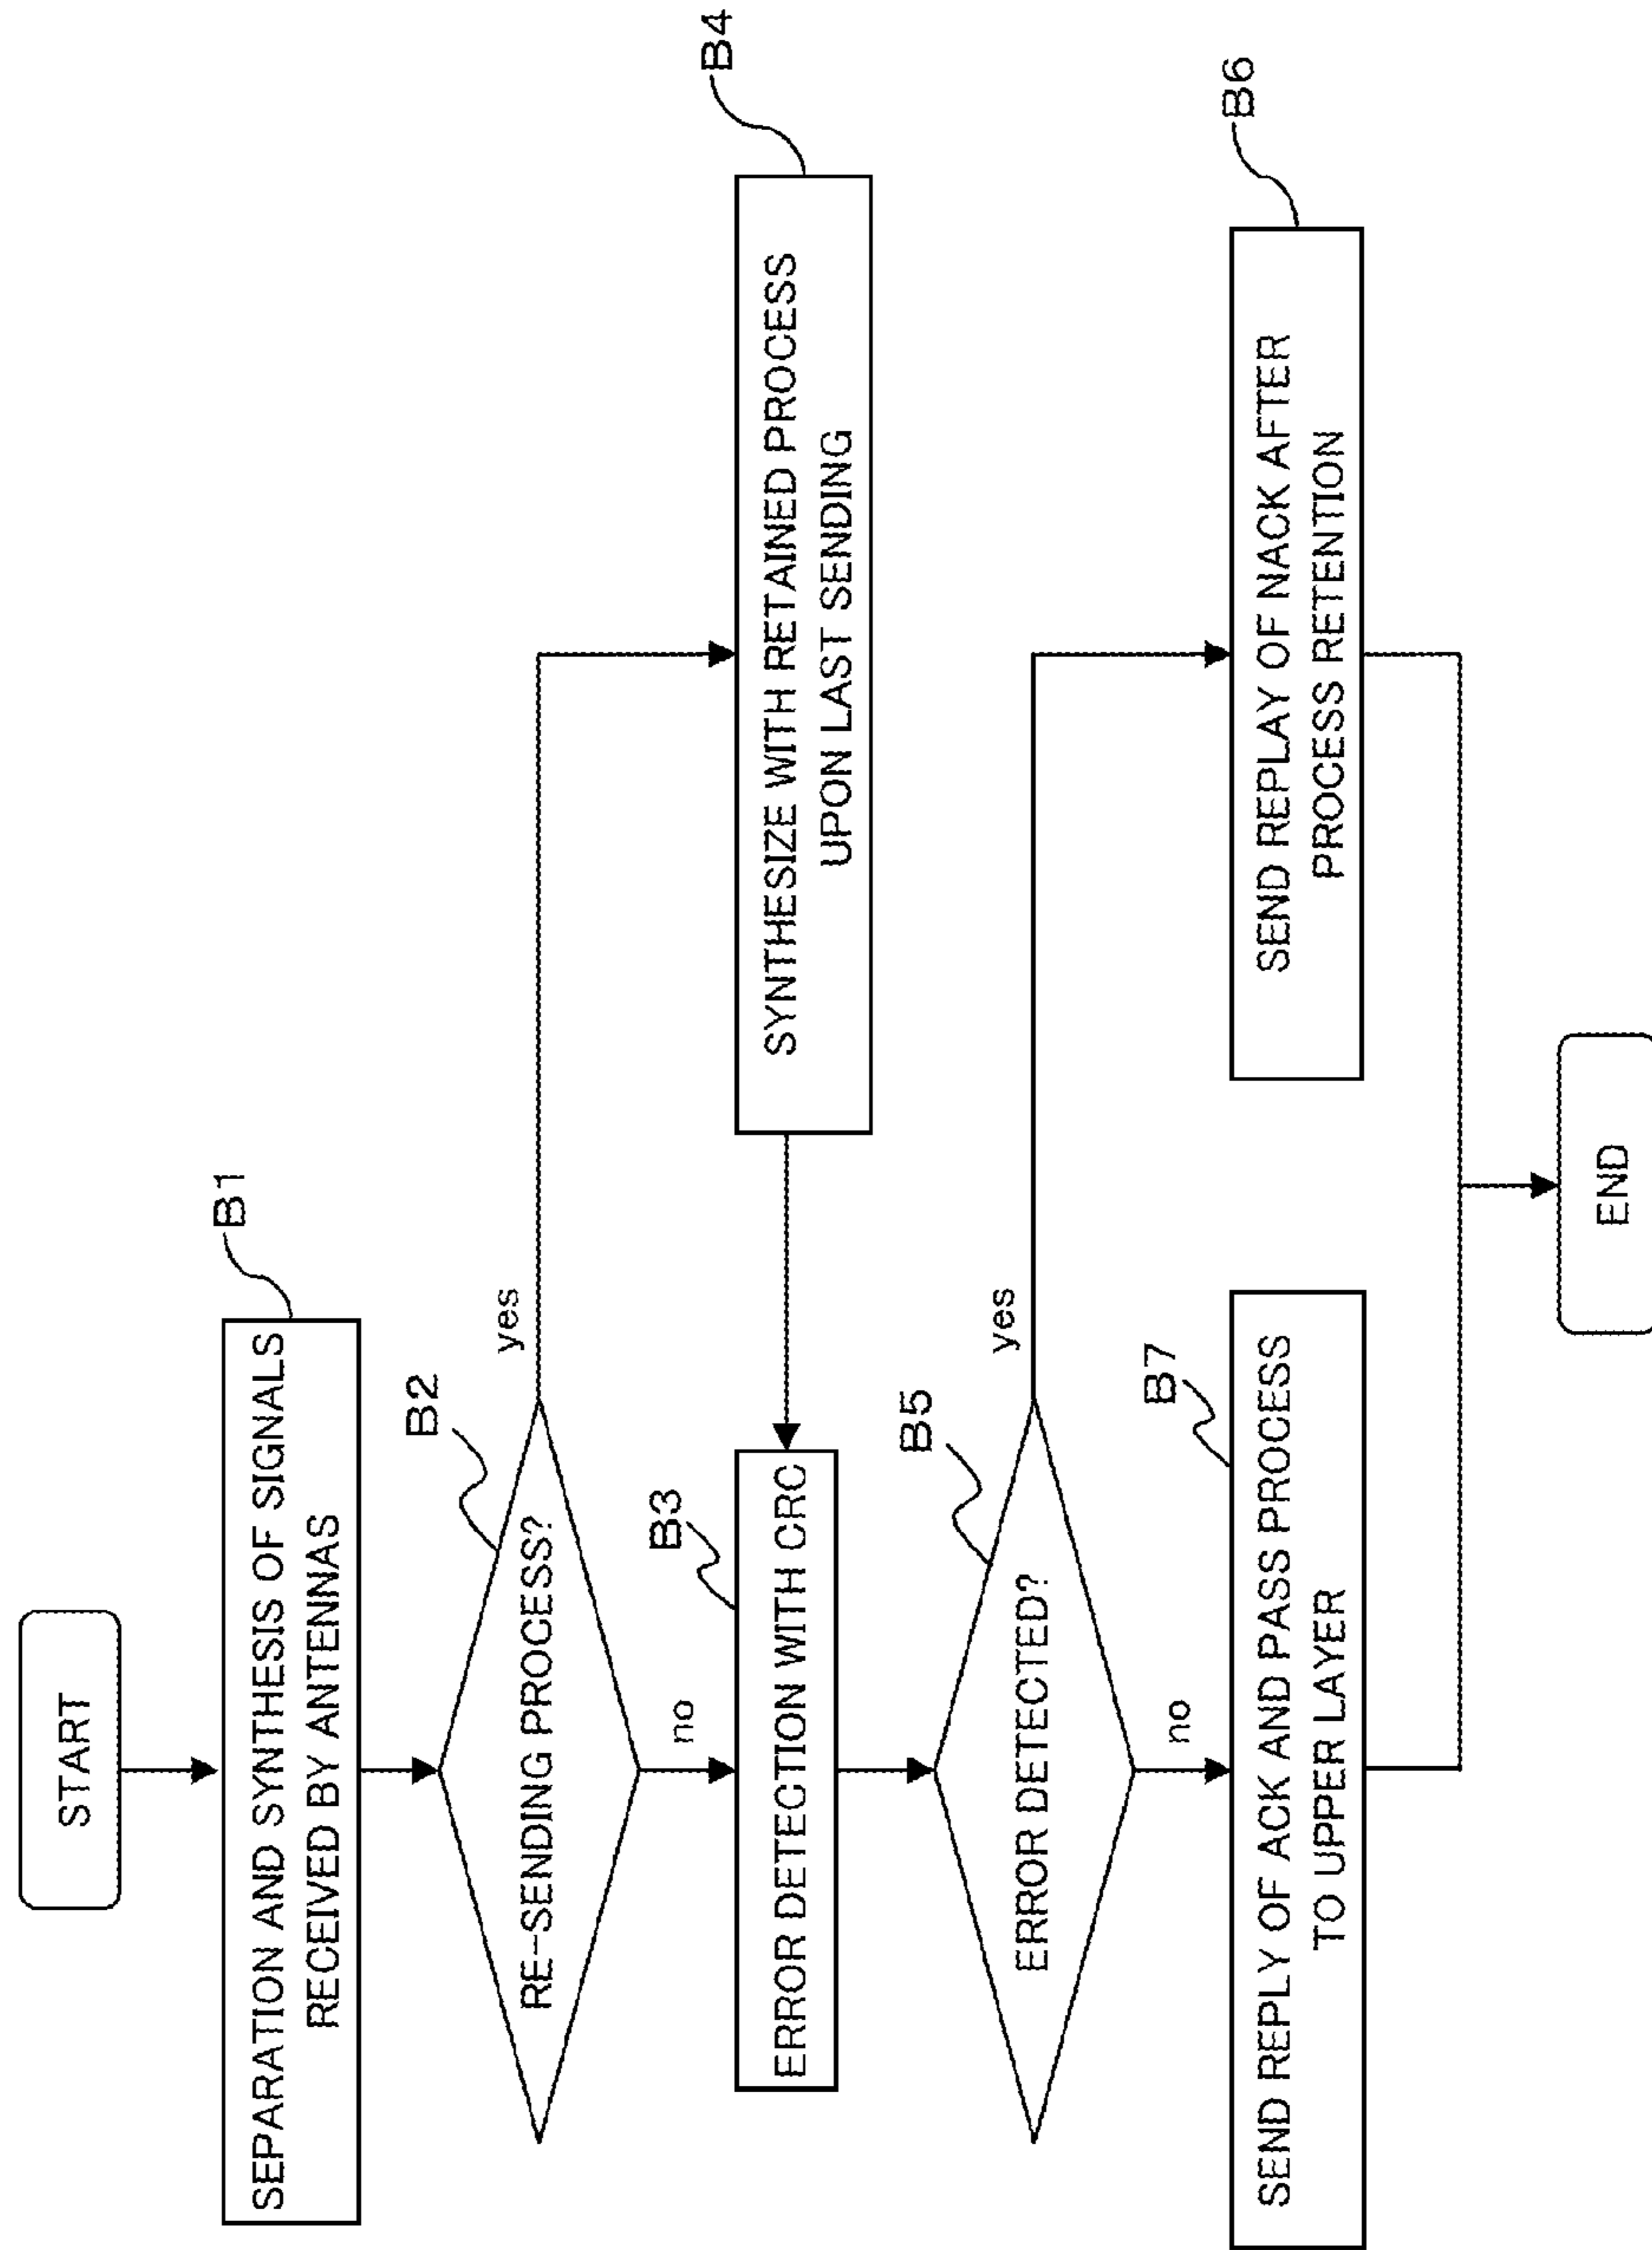 START
B1
SEPARATION AND SYNTHESIS OF SIGNALS
RECEIVED BY ANTENNAS
B2
RE-SENDING PROCESS?
yes
no
B4
SYNTHESIZE WITH RETAINED PROCESS
UPON LAST SENDING
B3
ERROR DETECTION WITH CRC
B5
ERROR DETECTED?
yes
no
B6
SEND REPLAY OF NACK AFTER
PROCESS RETENTION
B7
SEND REPLY OF ACK AND PASS PROCESS
TO UPPER LAYER
END